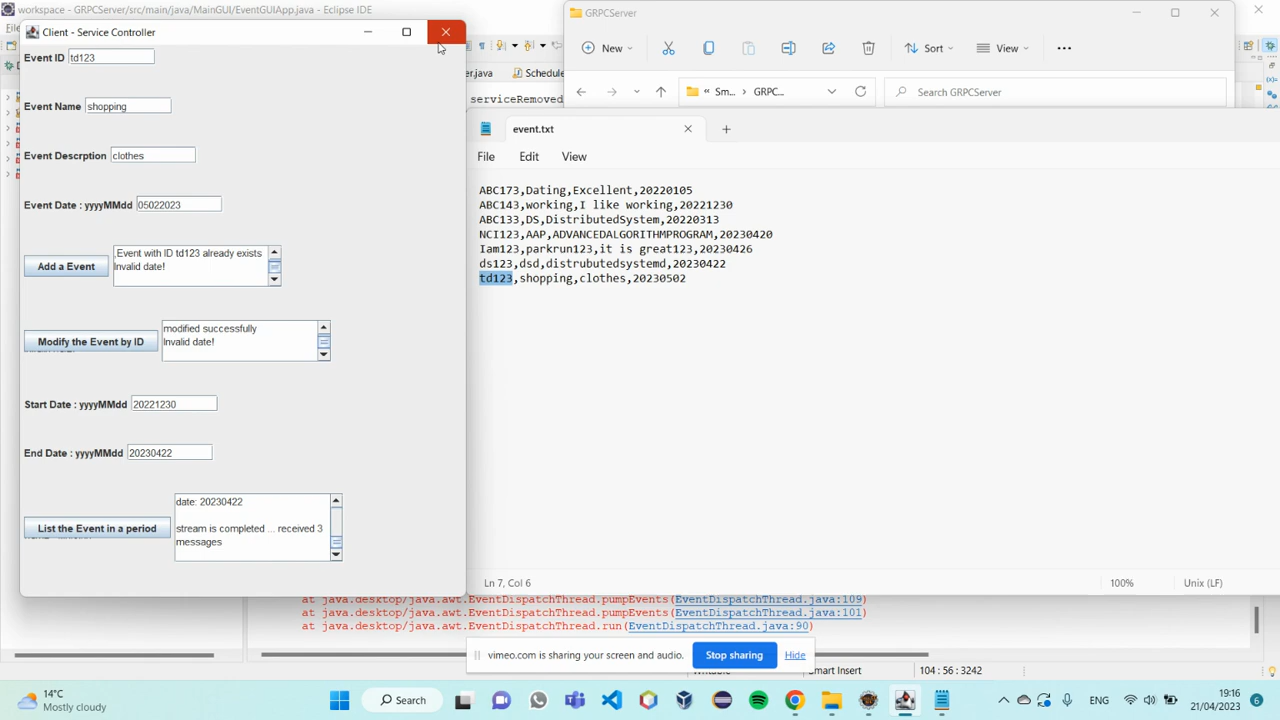 workspace - GRPCServer/src/main/java/MainGUI/EventGUIApp.java - Eclipse IDE
GRPCServer
Client - Service Controller
New
Sort
View
Event ID td123
rver.java
Schedule
serviceRemoved
Sm...
GRPC...
Search GRPCServer
Event Name shopping
event.txt
File
Edit
View
Event Descrption clothes
ABC173,Dating,Excellent,20220105
ABC143,working,I like working,20221230
ABC133,DS,DistributedSystem,20220313
NCI123,AAP,ADVANCEDALGORITHMPROGRAM,20230420
Iam123,parkrun123,it is great123,20230426
ds123,dsd,distrubutedsystemd,20230422
td123,shopping,clothes,20230502
Event Date : yyyyMMdd 05022023
Add a Event
,Event with ID td123 already exists
Invalid date!
Modify the Event by ID
modified successfully
Invalid date!
Start Date : yyyyMMdd 20221230
End Date : yyyyMMdd 20230422
List the Event in a period
date: 20230422
stream is completed ... received 3
messages
Ln 7, Col 6
100%
Unix (LF)
at java.desktop/java.awt.EventDispatchThread.pumpEvents(EventDispatchThread.java:109)
at java.desktop/java.awt.EventDispatchThread.pumpEvents(EventDispatchThread.java:101)
at java.desktop/java.awt.EventDispatchThread.run(EventDispatchThread.java:90)
vimeo.com is sharing your screen and audio.
Stop sharing
Hide
Smart Insert
104 : 56 : 3242
14°C
Mostly cloudy
Search
ENG
19:16
21/04/2023
6